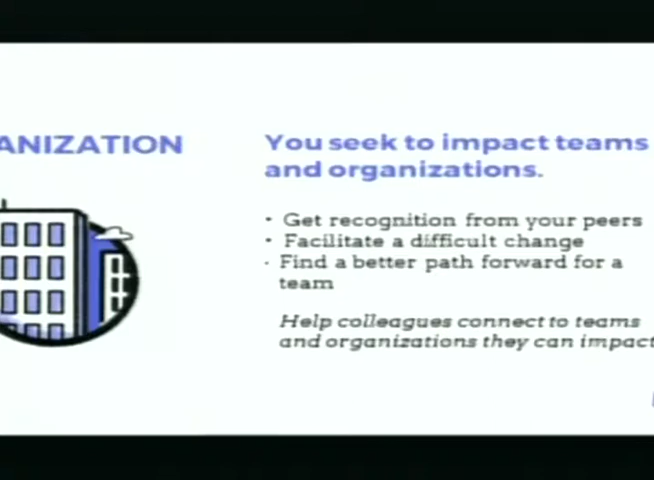 ANIZATION
You seek to impact teams
and organizations.
• Get recognition from your peers
• Facilitate a difficult change
· Find a better path forward for a
team
Help colleagues connect to teams
and organizations they can impact